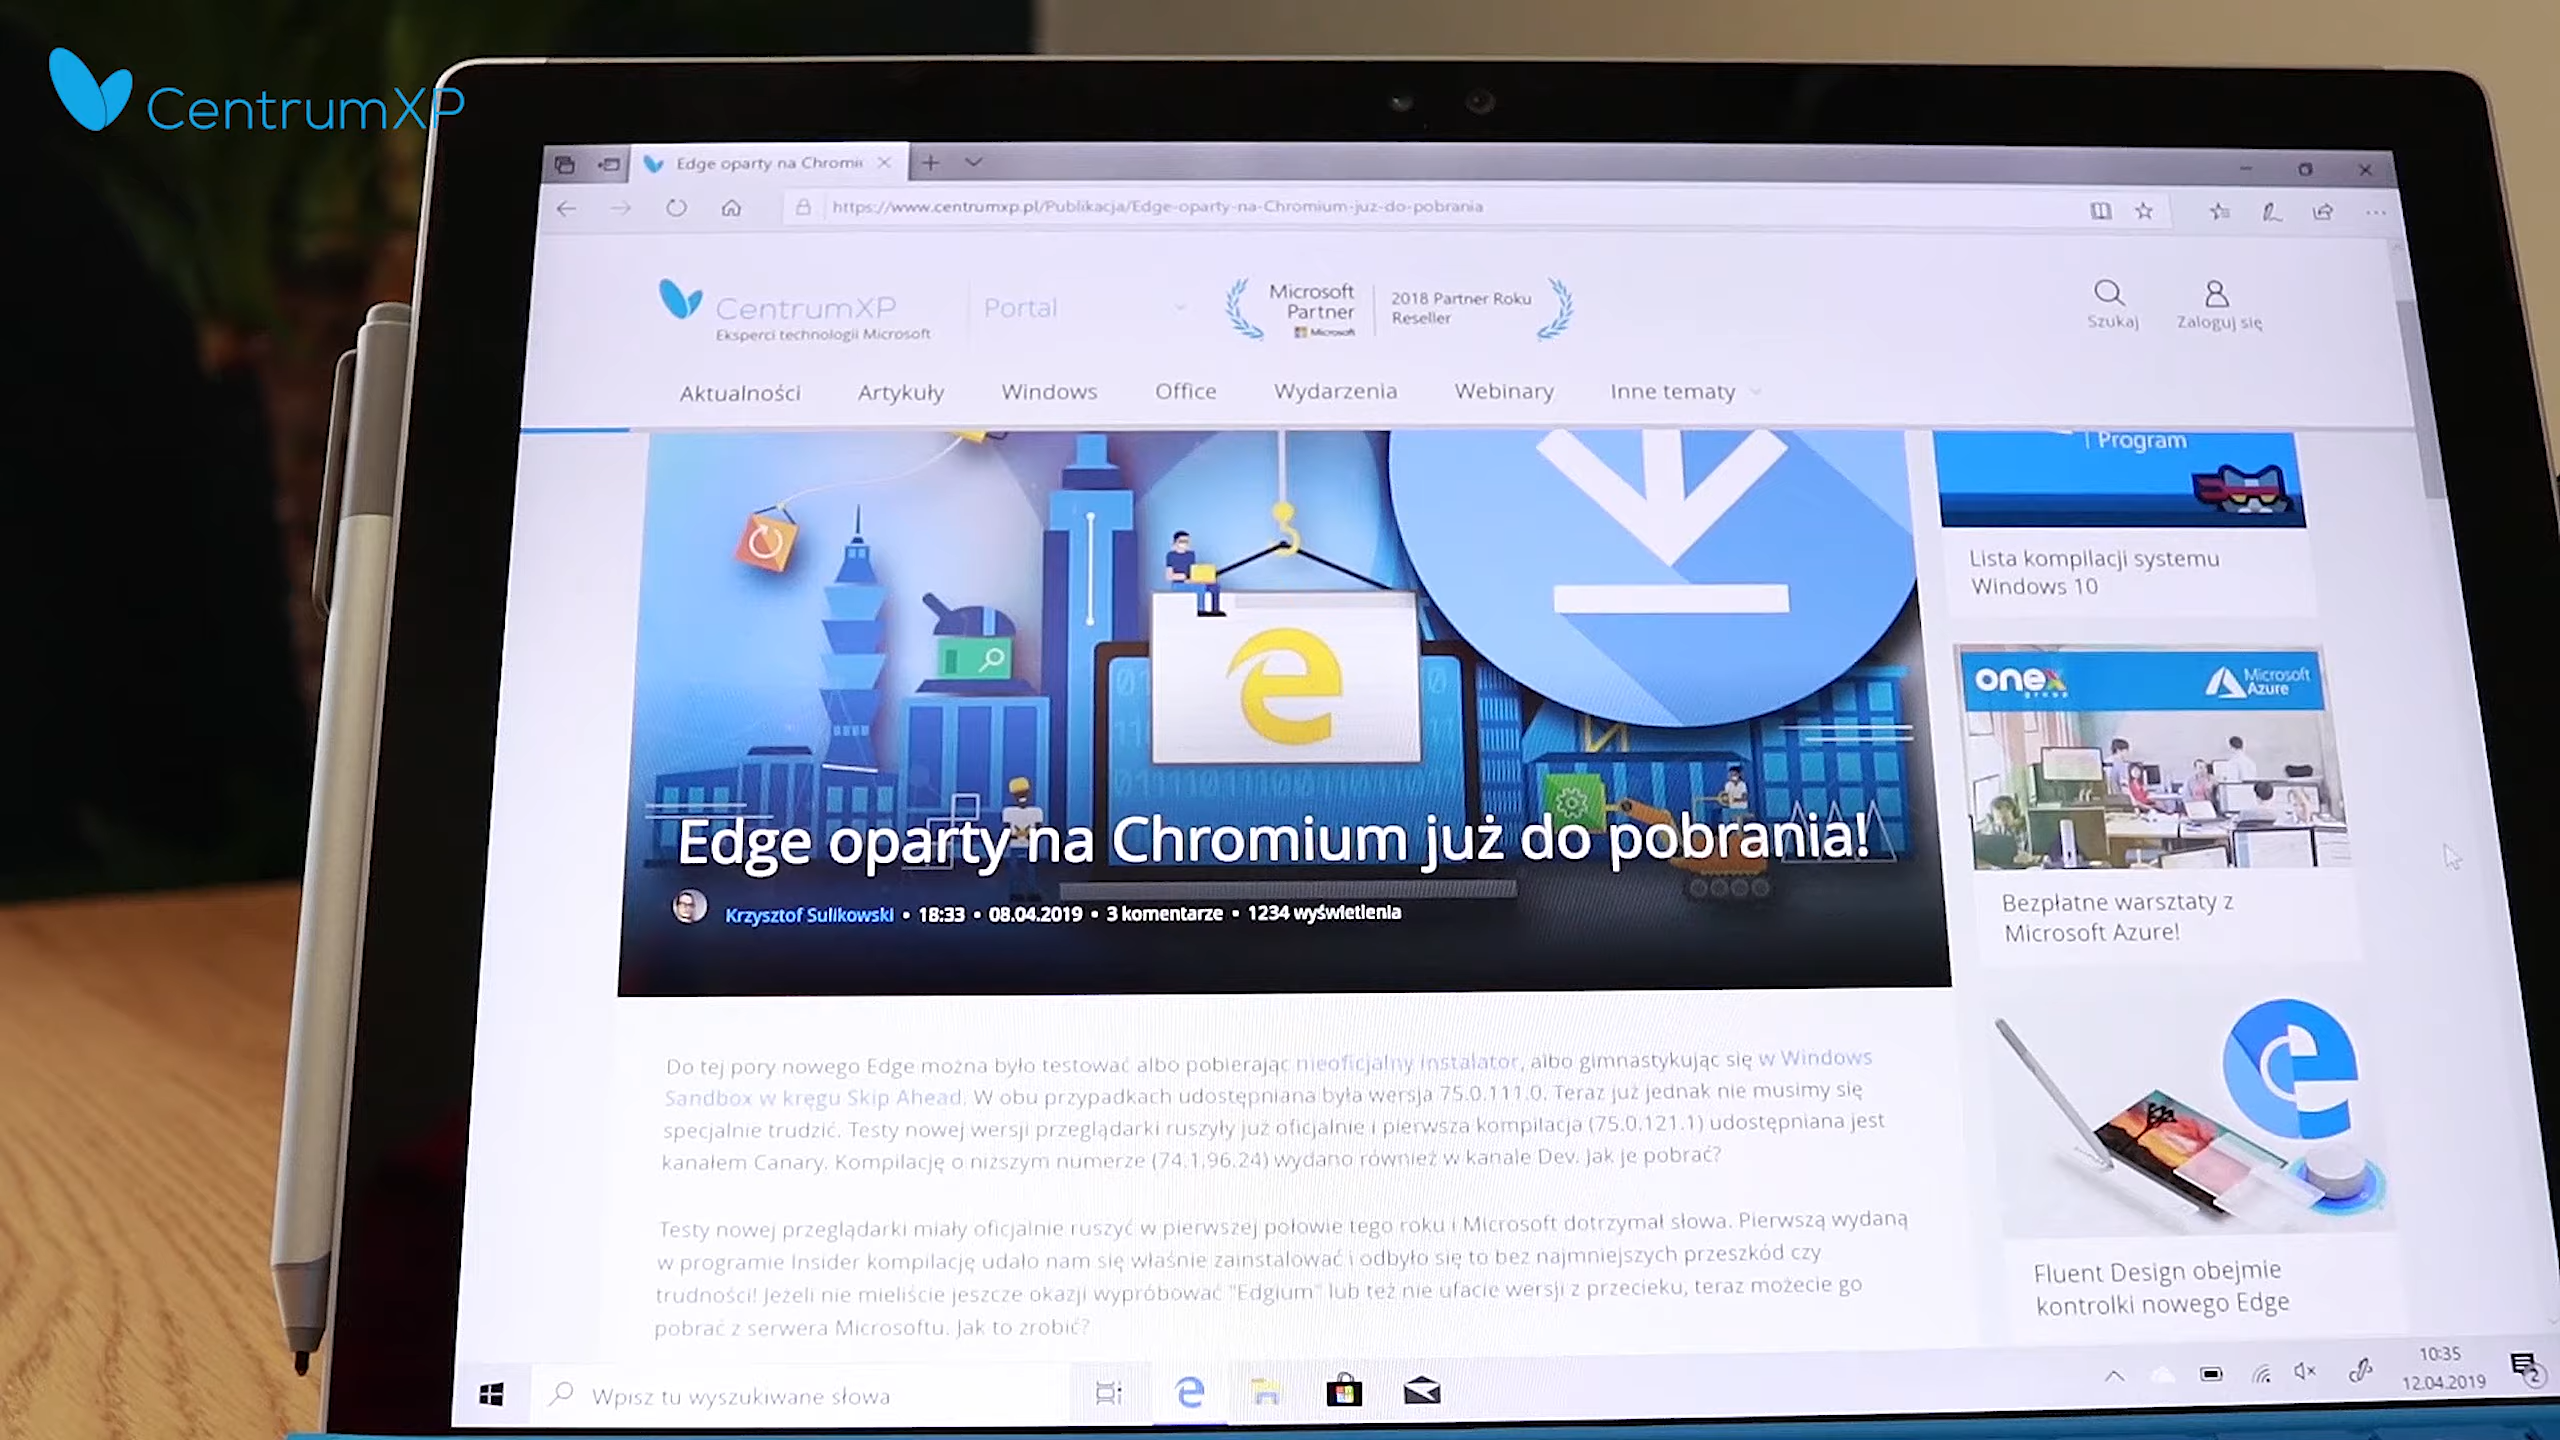 CentrumXP
Edge oparty na Chromi
https://www.centrumxp.pl/Publikacja/Edge-oparty-na-Chromium-juz-do-pobrania
CentrumXP
Eksperci technologii Microsoft
Portal
Microsoft
Partner
Microsoft
2018 Partner Roku
Reseller
Szukaj
Zaloguj się
Aktualności Artykuły Windows Office Wydarzenia Webinary Inne tematy
Edge oparty na Chromium już do pobrania!
Krzysztof Sulikowski • 18:33 • 08.04.2019 • 3 komentarze • 1234 wyświetlenia
Do tej pory nowego Edge można było testować albo pobierając nieoficjalny instalator, albo gimnastykując się w Windows
Sandbox w kręgu Skip Ahead. W obu przypadkach udostępniana była wersja 75.0.111.0. Teraz już jednak nie musimy się
specjalnie trudzić. Testy nowej wersji przeglądarki ruszyły już oficjalnie i pierwsza kompilacja (75.0.121.1) udostępniana jest
kanałem Canary. Kompilację o niższym numerze (74.1.96.24) wydano również w kanale Dev. Jak je pobrać?
Testy nowej przeglądarki miały oficjalnie ruszyć w pierwszej połowie tego roku i Microsoft dotrzymał słowa. Pierwszą wydaną
w programie Insider kompilację udało nam się właśnie zainstalować i odbyło się to bez najmniejszych przeszkód czy
trudności! Jeżeli nie mieliście jeszcze okazji wypróbować "Edgium" lub też nie ufacie wersji z przecieku, teraz możecie go
pobrać z serwera Microsoftu. Jak to zrobić?
Program
Lista kompilacji systemu
Windows 10
onex
group
Microsoft
Azure
Bezpłatne warsztaty z
Microsoft Azure!
Fluent Design obejmie
kontrolki nowego Edge
Wpisz tu wyszukiwane słowa
10:35
12.04.2019
2